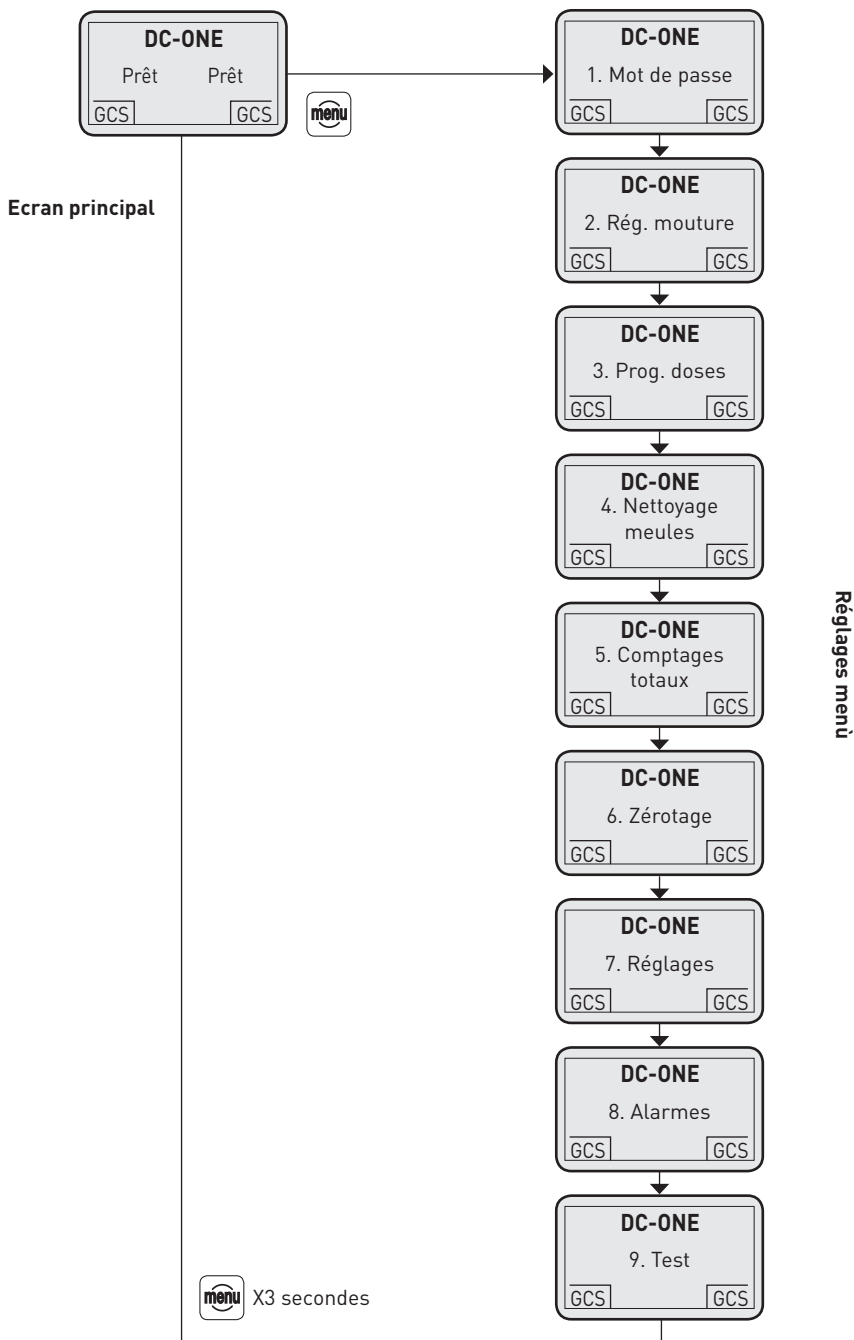 DC-ONE
Prêt Prêt
GCS GCS
menu
Ecran principal
DC-ONE
1. Mot de passe
GCS GCS
DC-ONE
2. Rég. mouture
GCS GCS
DC-ONE
3. Prog. doses
GCS GCS
DC-ONE
4. Nettoyage
meules
GCS GCS
DC-ONE
5. Comptages
totaux
GCS GCS
DC-ONE
6. Zérotage
GCS GCS
DC-ONE
7. Réglages
GCS GCS
DC-ONE
8. Alarmes
GCS GCS
DC-ONE
9. Test
GCS GCS
Réglages menù
menu X3 secondes